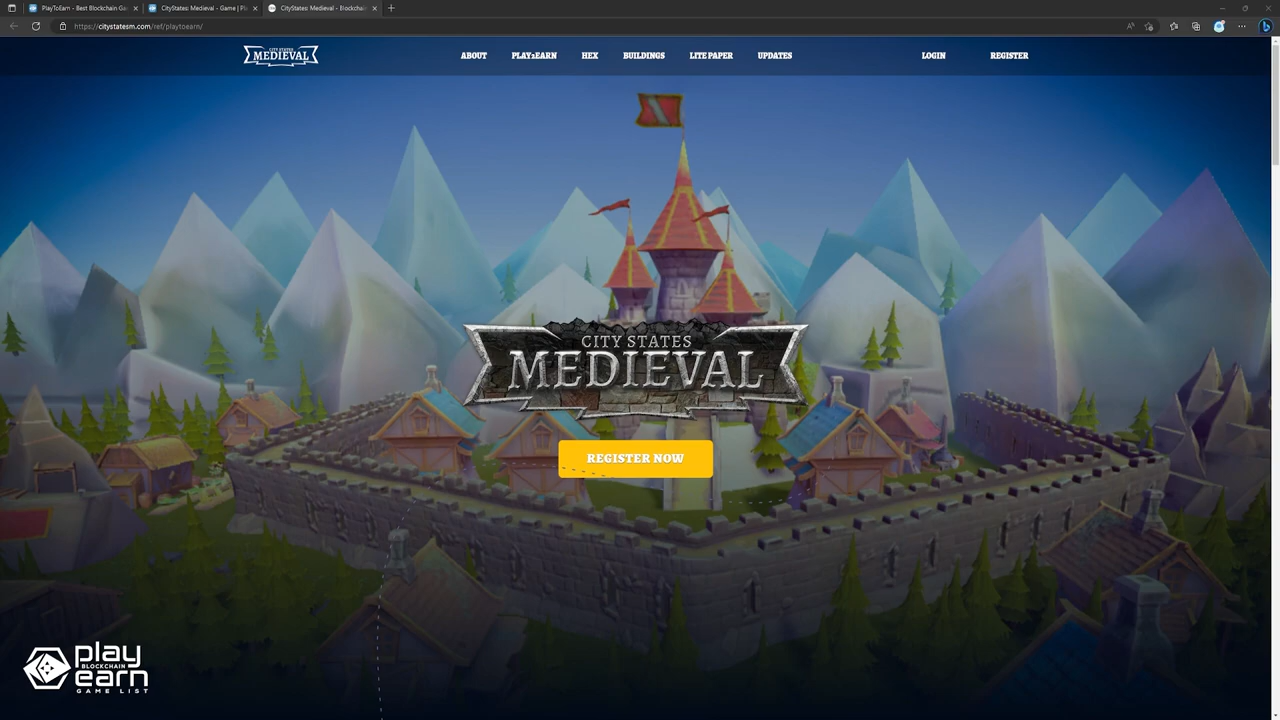 PlayToEarn - Best Blockchain Ga
CityStates: Medieval - Game | Pl
CityStates: Medieval - Blockchain
https://citystatesm.com/ref/playtoearn/
CITY STATES
MEDIEVAL
ABOUT
PLAY2EARN
HEX
BUILDINGS
LITE PAPER
UPDATES
LOGIN
REGISTER
CITY STATES
MEDIEVAL
REGISTER NOW
play
BLOCKCHAIN
earn
GAME LIST